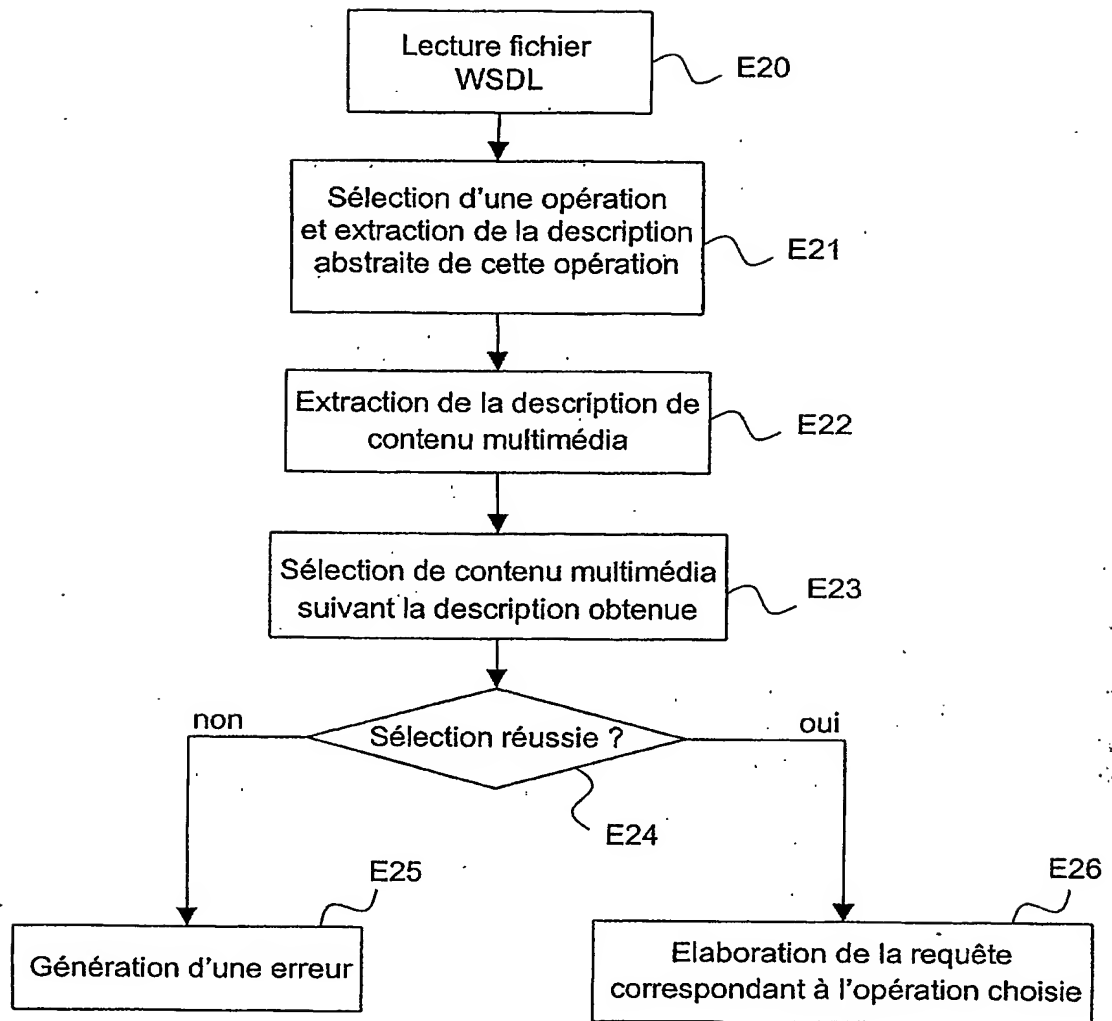 Lecture fichier
WSDL
E20
Sélection d'une opération
et extraction de la description
abstraite de cette opération
E21
Extraction de la description de
contenu multimédia
E22
Sélection de contenu multimédia
suivant la description obtenue
E23
non
Sélection réussie ?
oui
E24
E25
E26
Génération d'une erreur
Elaboration de la requête
correspondant à l'opération choisie